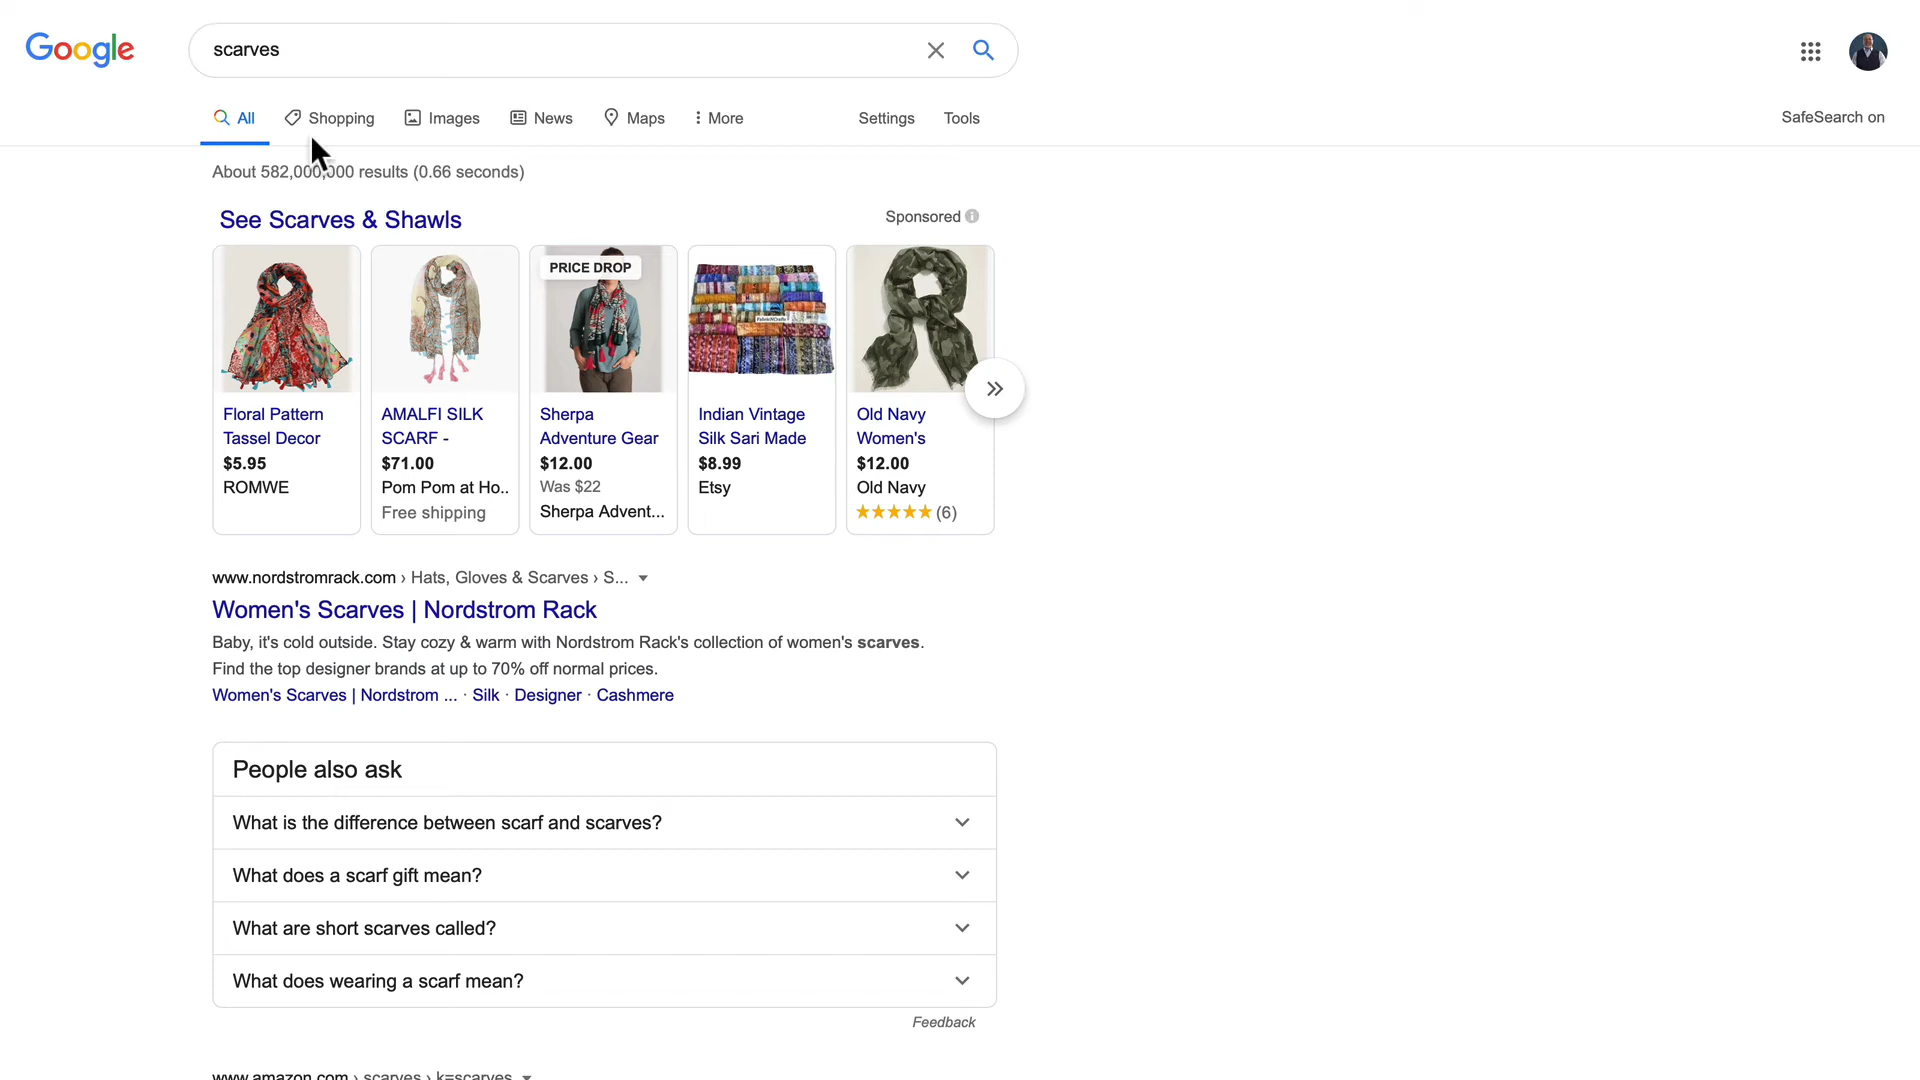 Google
scarves
All Shopping Images News Maps More Settings Tools SafeSearch on
About 582,000,000 results (0.66 seconds)
See Scarves & Shawls Sponsored
PRICE DROP
Floral Pattern
Tassel Decor
$5.95
ROMWE
AMALFI SILK
SCARF -
$71.00
Pom Pom at Ho..
Free shipping
Sherpa
Adventure Gear
$12.00
Was $22
Sherpa Advent...
Indian Vintage
Silk Sari Made
$8.99
Etsy
Old Navy
Women's
$12.00
Old Navy
★★★★★ (6)
www.nordstromrack.com › Hats, Gloves & Scarves › S...
Women's Scarves | Nordstrom Rack
Baby, it's cold outside. Stay cozy & warm with Nordstrom Rack's collection of women's scarves.
Find the top designer brands at up to 70% off normal prices.
Women's Scarves | Nordstrom ... · Silk · Designer · Cashmere
People also ask
What is the difference between scarf and scarves?
What does a scarf gift mean?
What are short scarves called?
What does wearing a scarf mean?
Feedback
www.amazon.com › scarves › k=scarves